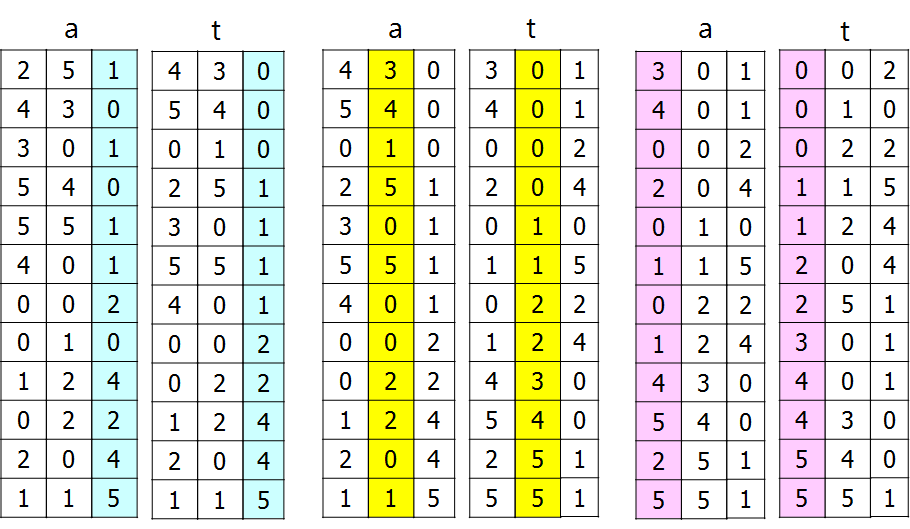 a t a t a t
2 5 1 4 3 0 4 3 0 3 0 1 3 0 1 0 0 2
4 3 0 5 4 0 5 4 0 4 0 1 4 0 1 0 1 0
3 0 1 0 1 0 0 1 0 0 0 2 0 0 2 0 2 2
5 4 0 2 5 1 2 5 1 2 0 4 2 0 4 1 1 5
5 5 1 3 0 1 3 0 1 0 1 0 0 1 0 1 2 4
4 0 1 5 5 1 5 5 1 1 1 5 1 1 5 2 0 4
0 0 2 4 0 1 4 0 1 0 2 2 0 2 2 2 5 1
0 1 0 0 0 2 0 0 2 1 2 4 1 2 4 3 0 1
1 2 4 0 2 2 0 2 2 4 3 0 4 3 0 4 0 1
0 2 2 1 2 4 1 2 4 5 4 0 5 4 0 4 3 0
2 0 4 2 0 4 2 0 4 2 5 1 2 5 1 5 4 0
1 1 5 1 1 5 1 1 5 5 5 1 5 5 1 5 5 1